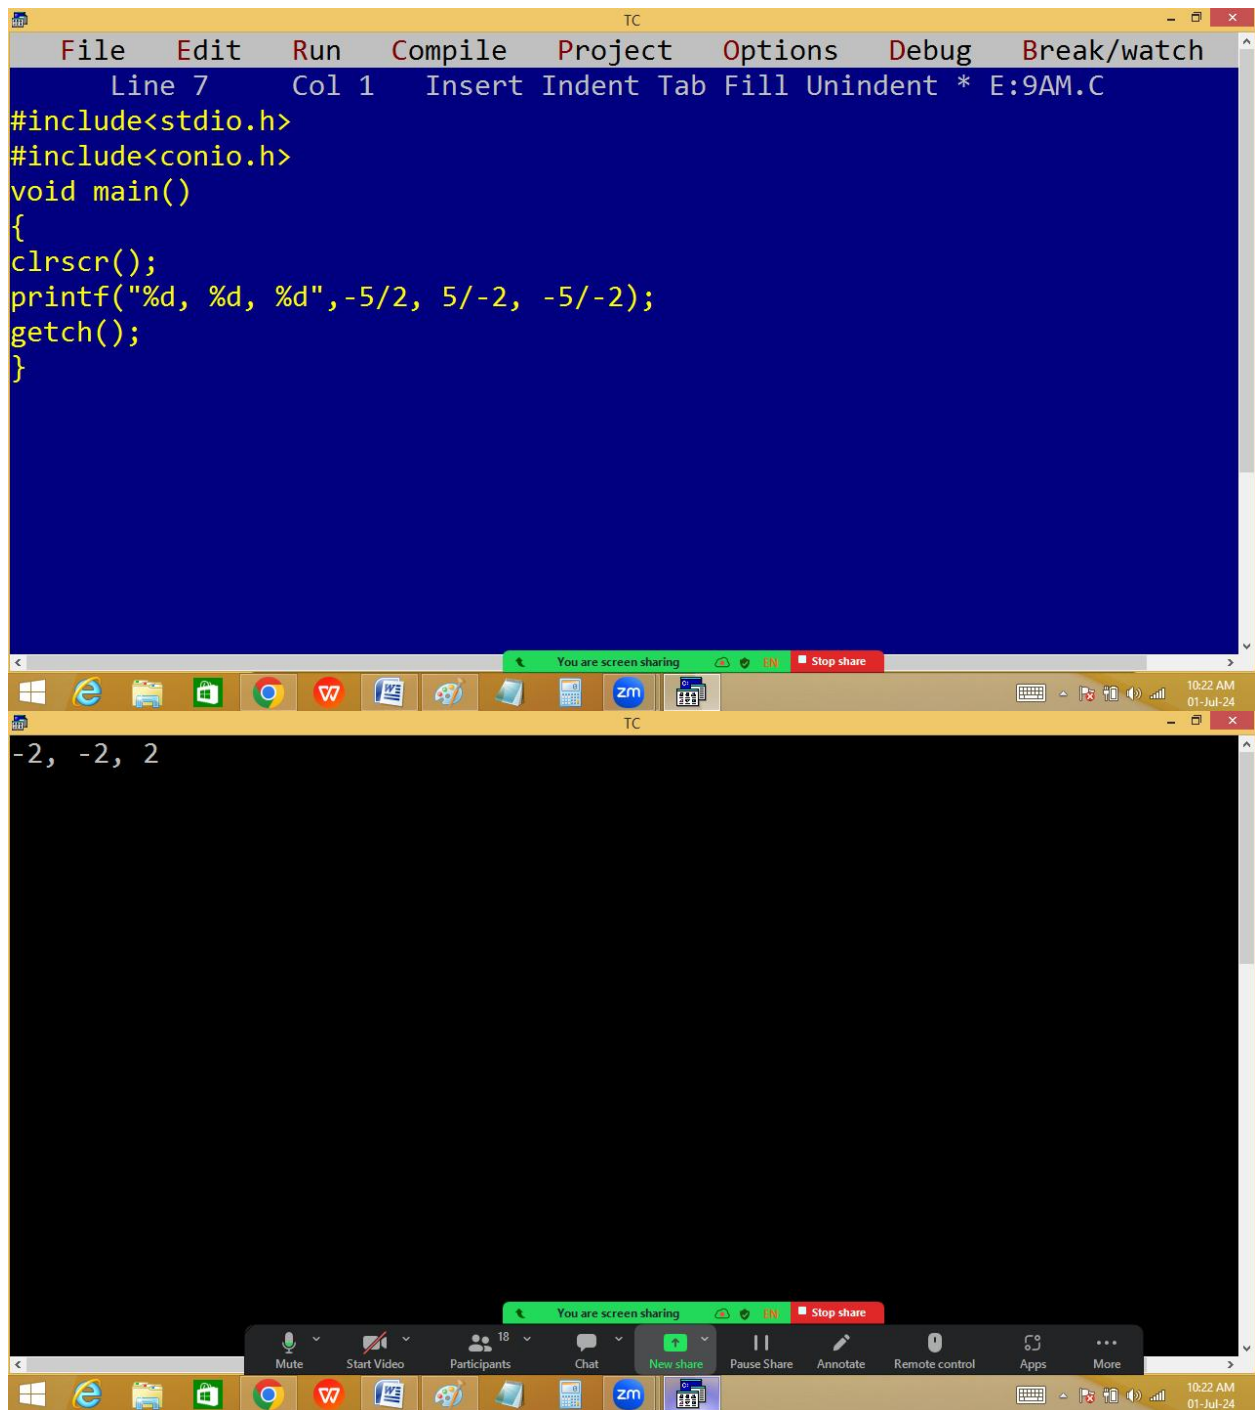 TC
File Edit Run Compile Project Options Debug Break/watch
Line 7 Col 1 Insert Indent Tab Fill Unindent * E:9AM.C
#include<stdio.h>
#include<conio.h>
void main()
{
clrscr();
printf("%d, %d, %d",-5/2, 5/-2, -5/-2);
getch();
}
You are screen sharing EN Stop share
zm
10:22 AM
01-Jul-24
TC
-2, -2, 2
You are screen sharing EN Stop share
18
Mute Start Video Participants Chat New share Pause Share Annotate Remote control Apps More
zm
10:22 AM
01-Jul-24